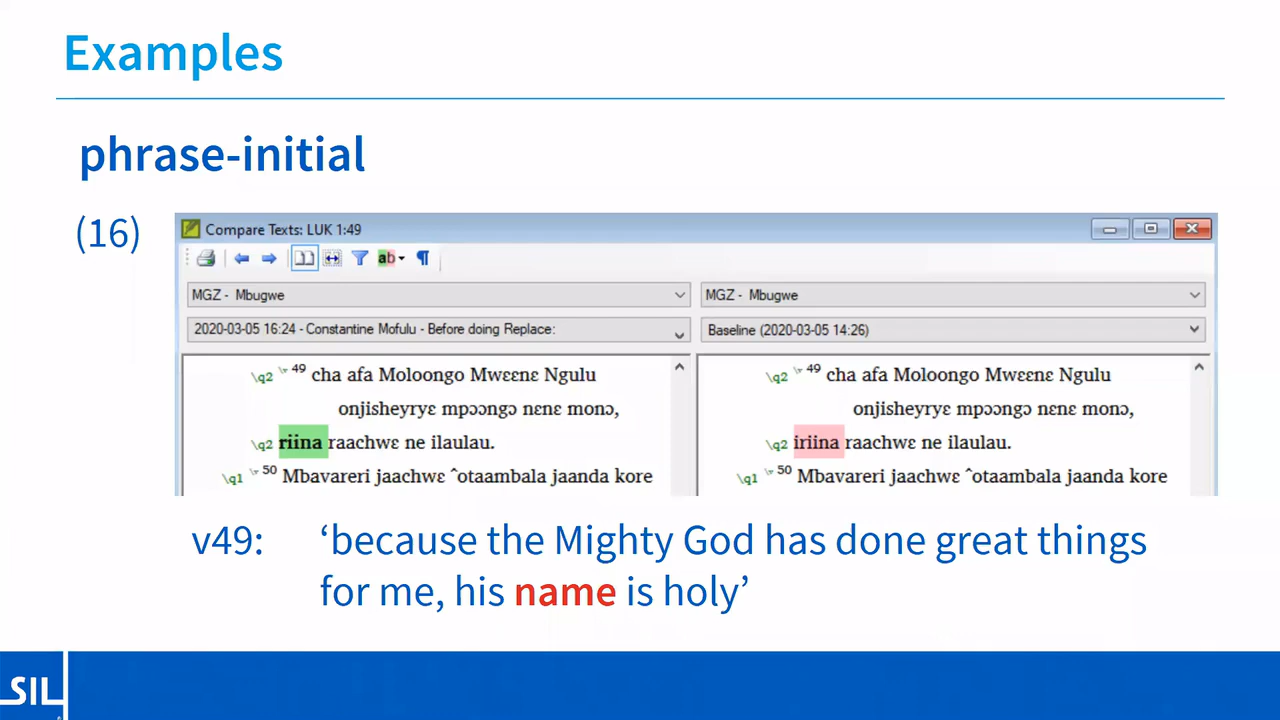 Examples
phrase-initial
(16)
Compare Texts: LUK 1:49
ab
MGZ - Mbugwe
MGZ - Mbugwe
2020-03-05 16:24 - Constantine Mofulu - Before doing Replace:
Baseline (2020-03-05 14:26)
\q2 \v 49 cha afa Moloongo Mwɛɛnɛ Ngulu
onjisheyryɛ mpɔɔngɔ nɛnɛ monɔ,
\q2 riina raachwɛ ne ilaulau.
\q1 \v 50 Mbavareri jaachwɛ ˆotaambala jaanda kore
\q2 \v 49 cha afa Moloongo Mwɛɛnɛ Ngulu
onjisheyryɛ mpɔɔngɔ nɛnɛ monɔ,
\q2 iriina raachwɛ ne ilaulau.
\q1 \v 50 Mbavareri jaachwɛ ˆotaambala jaanda kore
v49: ‘because the Mighty God has done great things
for me, his name is holy’
SIL